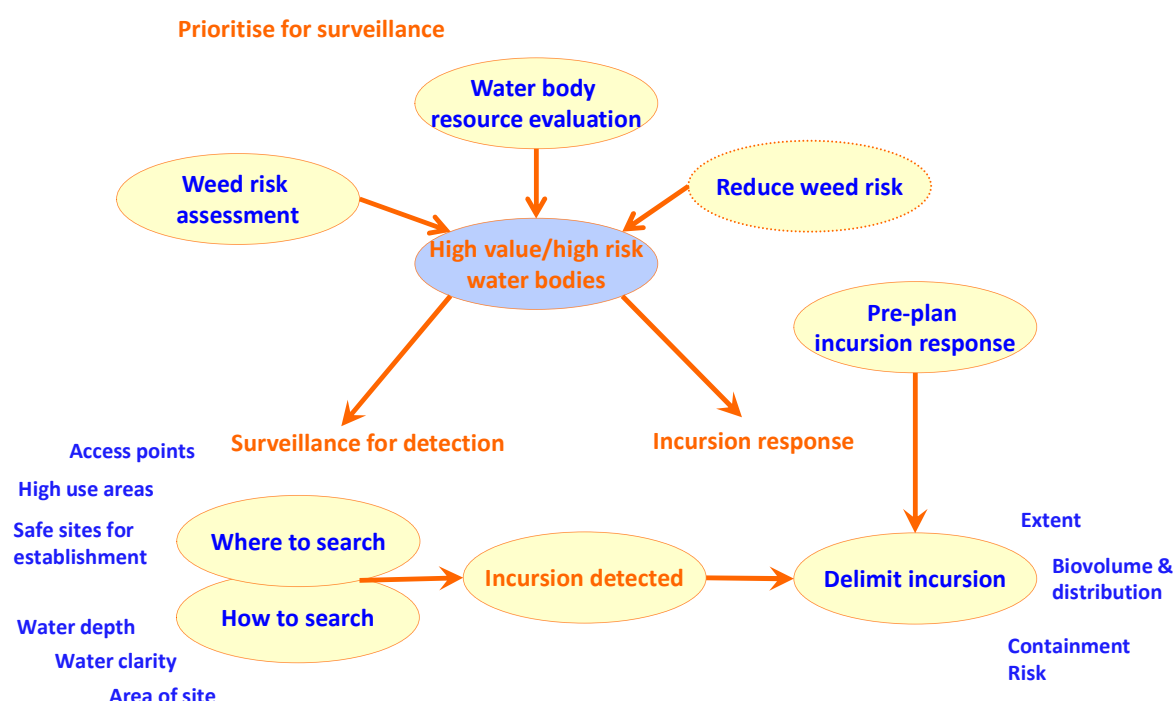 Prioritise for surveillance
Water body
resource evaluation
Weed risk
assessment
Reduce weed risk
High value/high risk
water bodies
Pre-plan
incursion response
Surveillance for detection
Incursion response
Access points
High use areas
Safe sites for
establishment
Where to search
How to search
Water depth
Water clarity
Area of site
Incursion detected
Delimit incursion
Extent
Biovolume &
distribution
Containment
Risk